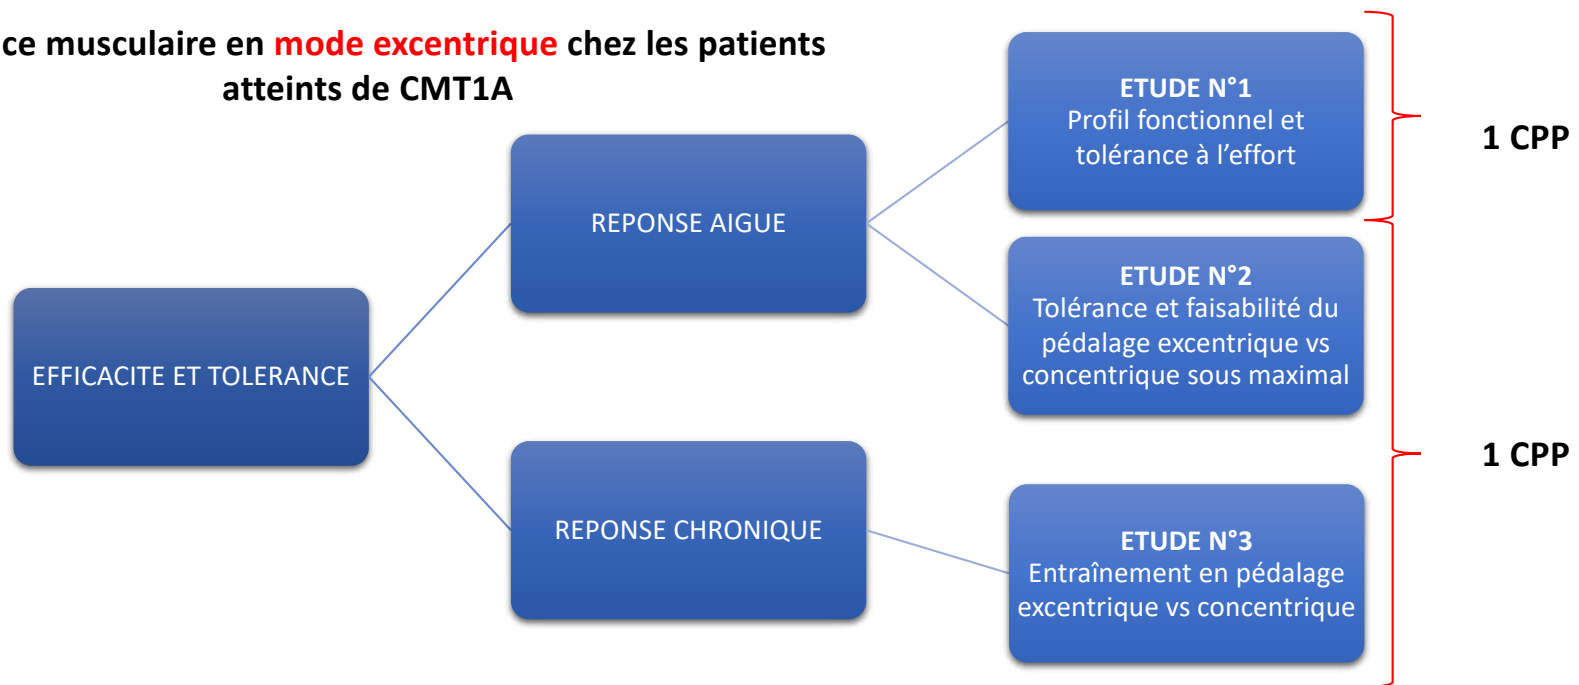 ce musculaire en mode excentrique chez les patients
atteints de CMT1A
EFFICACITE ET TOLERANCE
REPONSE AIGUE
REPONSE CHRONIQUE
ETUDE N°1
Profil fonctionnel et
tolérance à l’effort
ETUDE N°2
Tolérance et faisabilité du
pédalage excentrique vs
concentrique sous maximal
ETUDE N°3
Entraînement en pédalage
excentrique vs concentrique
1 CPP
1 CPP